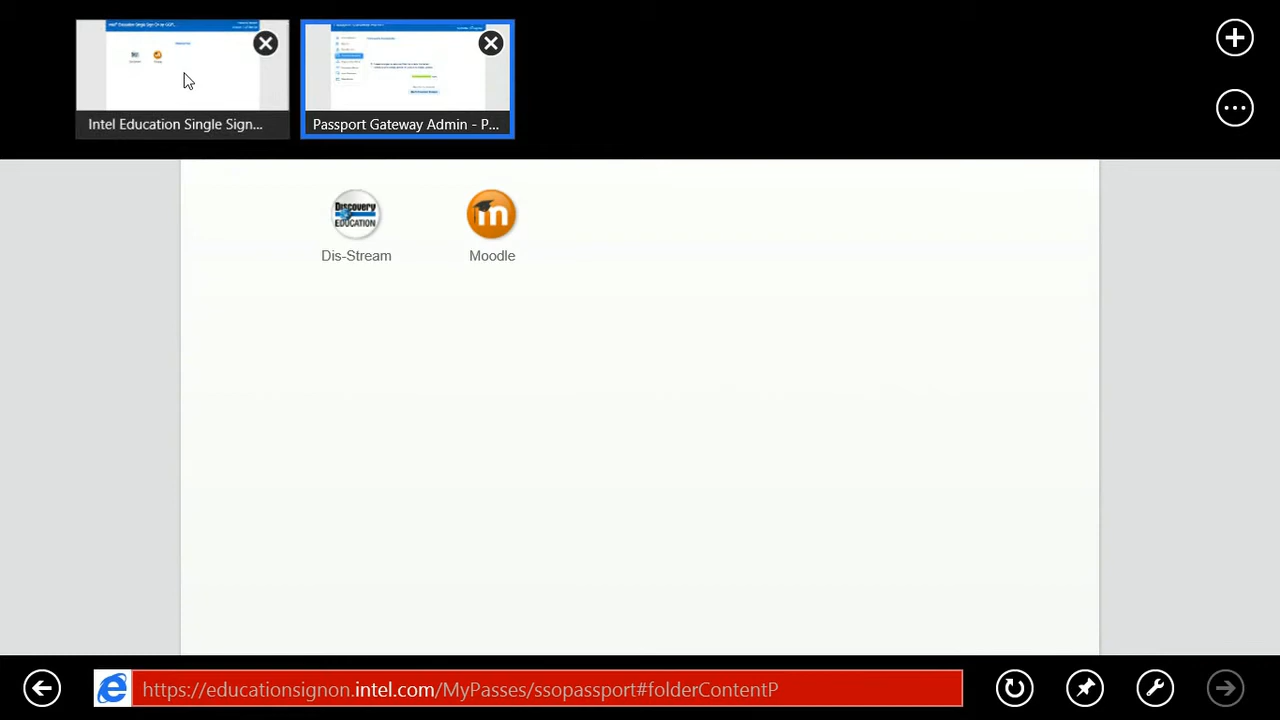 Intel Education Single Sign...
Passport Gateway Admin - P...
Discovery
EDUCATION
m
Dis-Stream
Moodle
https://educationsignon.intel.com/MyPasses/ssopassport#folderContentP